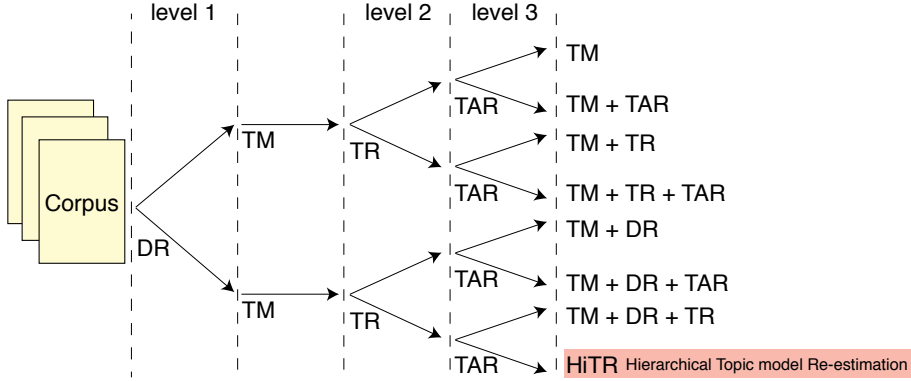 level 1 level 2 level 3
TM
TAR
TM + TAR
TM
TR
TM + TR
TAR
TM + TR + TAR
Corpus
DR
TM + DR
TAR
TM + DR + TAR
TM
TR
TM + DR + TR
TAR
HiTR Hierarchical Topic model Re-estimation